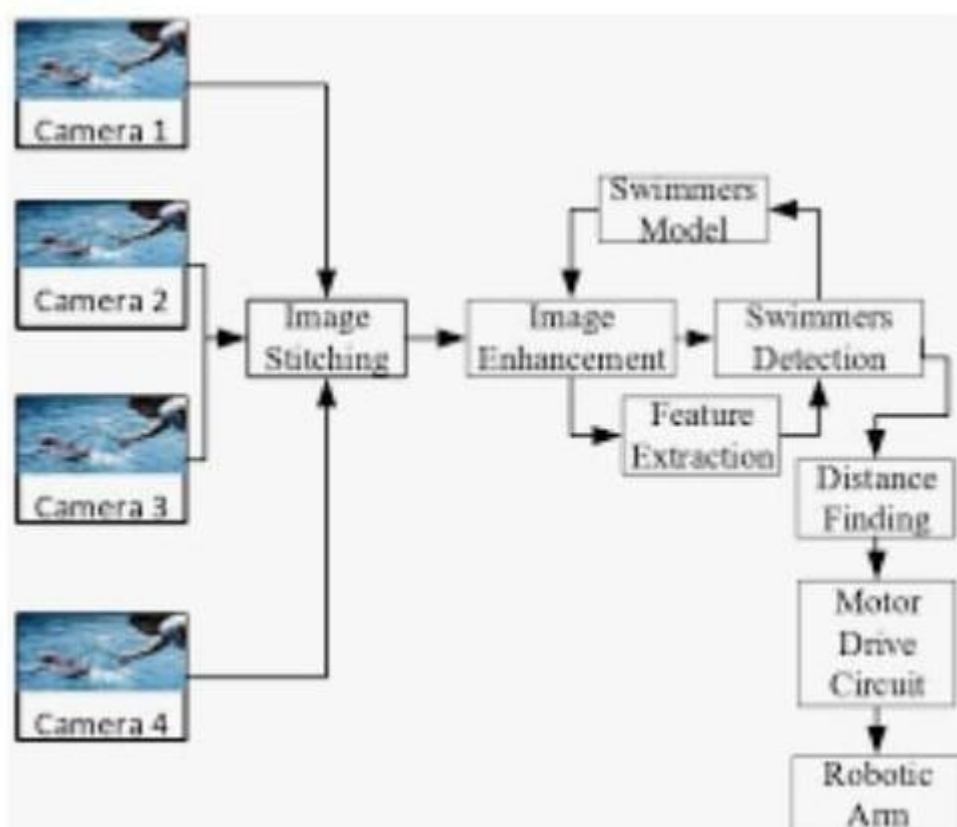 Camera 1
Camera 2
Camera 3
Camera 4
Image
Stitching
Swimmers
Model
Image
Enhancement
Swimmers
Detection
Feature
Extraction
Distance
Finding
Motor
Drive
Circuit
Robotic
Arm